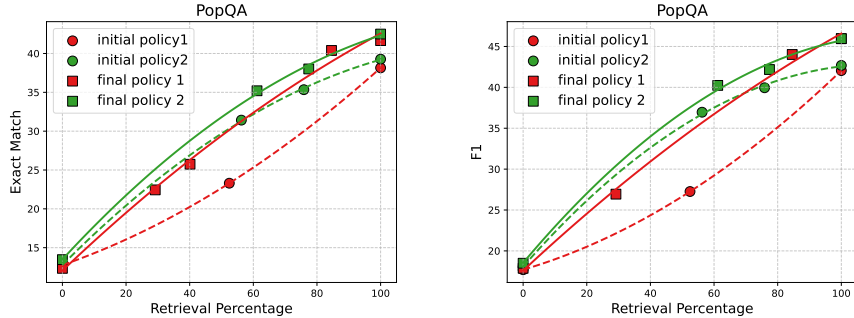 PopQA
initial policy1
initial policy2
final policy 1
final policy 2
Exact Match
40
35
30
25
20
15
0 20 40 60 80 100
Retrieval Percentage
PopQA
initial policy1
initial policy2
final policy 1
final policy 2
F1
45
40
35
30
25
20
0 20 40 60 80 100
Retrieval Percentage